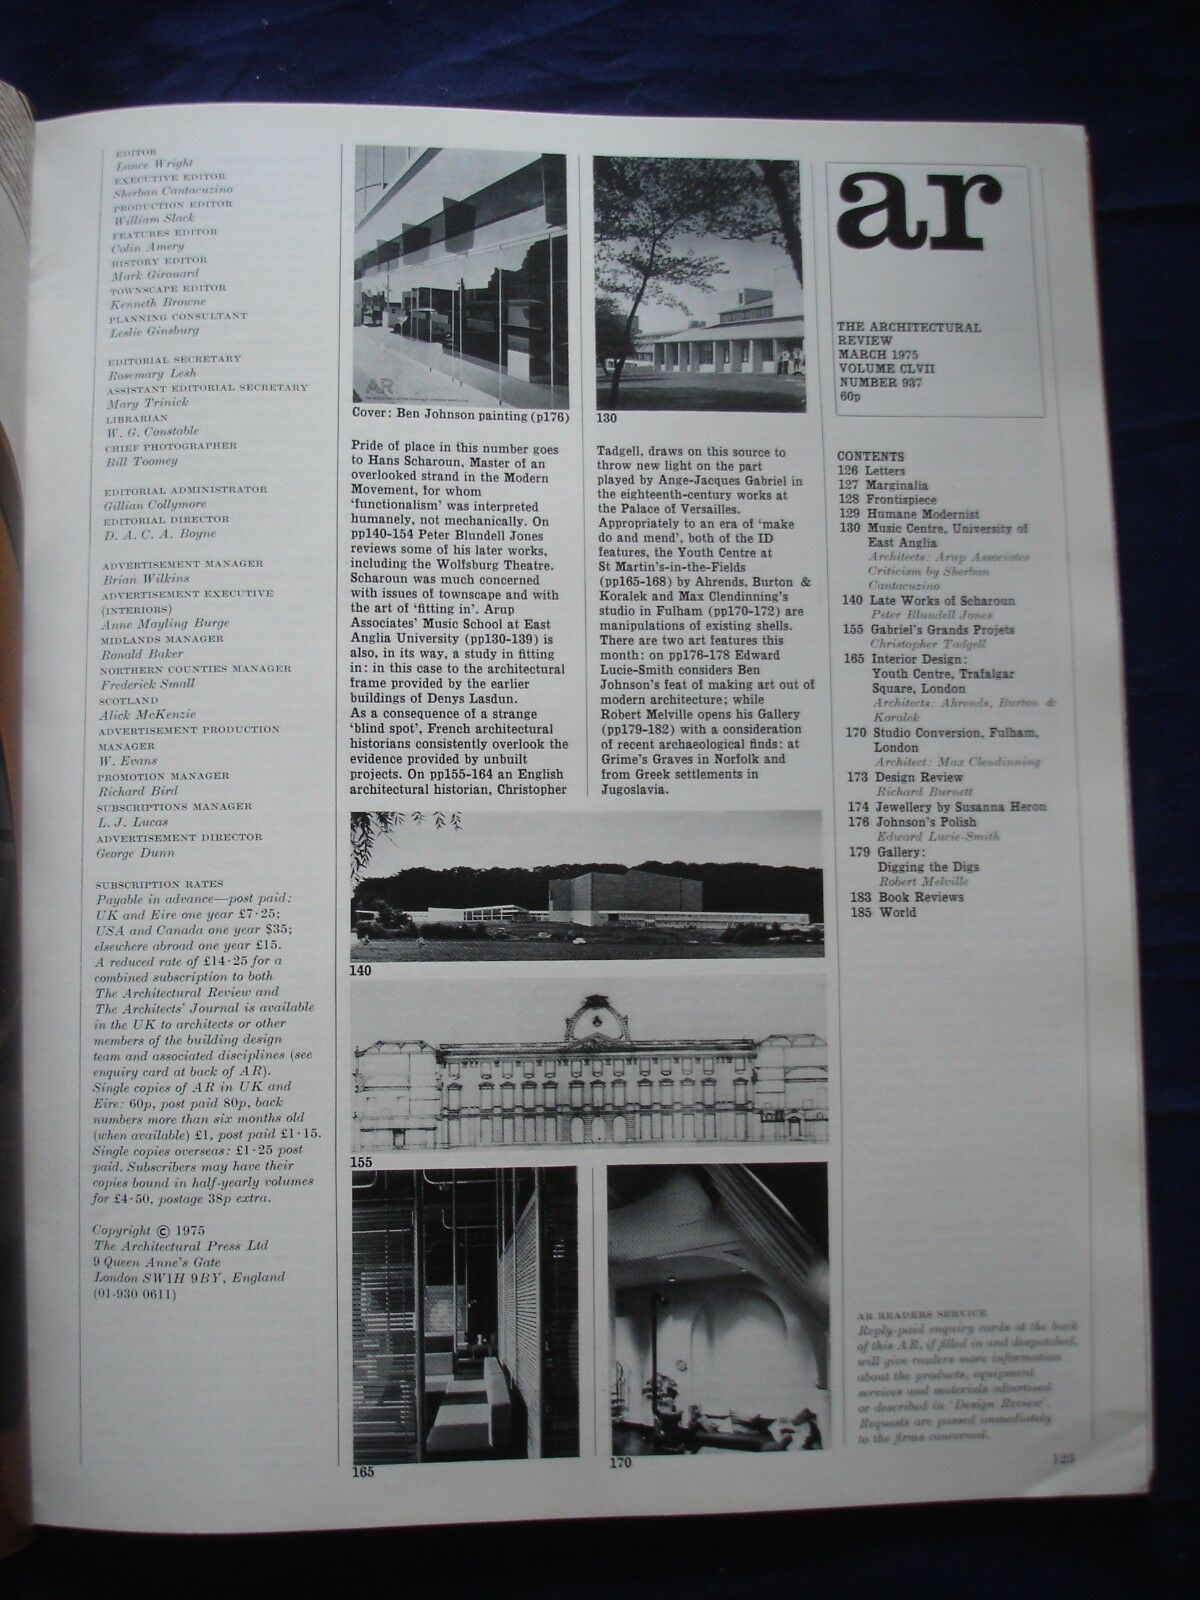 EDITOR
Lance Wright
EXECUTIVE EDITOR
Sherban Cantacuzino
PRODUCTION EDITOR
William Slack
FEATURES EDITOR
Colin Amery
HISTORY EDITOR
Mark Girouard
TOWNSCAPE EDITOR
Kenneth Browne
PLANNING CONSULTANT
Leslie Ginsburg
EDITORIAL SECRETARY
Rosemary Lesh
ASSISTANT EDITORIAL SECRETARY
Mary Trinick
LIBRARIAN
W. G. Constable
CHIEF PHOTOGRAPHER
Bill Toomey
EDITORIAL ADMINISTRATOR
Gillian Collymore
EDITORIAL DIRECTOR
D. A. C. A. Boyne
ADVERTISEMENT MANAGER
Brian Wilkins
ADVERTISEMENT EXECUTIVE
(INTERIORS)
Anne Mayling Burge
MIDLANDS MANAGER
Ronald Baker
NORTHERN COUNTIES MANAGER
Frederick Small
SCOTLAND
Alick McKenzie
ADVERTISEMENT PRODUCTION
MANAGER
W. Evans
PROMOTION MANAGER
Richard Bird
SUBSCRIPTIONS MANAGER
L. J. Lucas
ADVERTISEMENT DIRECTOR
George Dunn
SUBSCRIPTION RATES
Payable in advance—post paid:
UK and Eire one year £7·25;
USA and Canada one year $35;
elsewhere abroad one year £15.
A reduced rate of £14·25 for a
combined subscription to both
The Architectural Review and
The Architects' Journal is available
in the UK to architects or other
members of the building design
team and associated disciplines (see
enquiry card at back of AR).
Single copies of AR in UK and
Eire: 60p, post paid 80p, back
numbers more than six months old
(when available) £1, post paid £1·15.
Single copies overseas: £1·25 post
paid. Subscribers may have their
copies bound in half-yearly volumes
for £4·50, postage 38p extra.
Copyright © 1975
The Architectural Press Ltd
9 Queen Anne's Gate
London SW1H 9BY, England
(01-930 0611)
AR
Cover: Ben Johnson painting (p176)
130
Pride of place in this number goes
to Hans Scharoun, Master of an
overlooked strand in the Modern
Movement, for whom
'functionalism' was interpreted
humanely, not mechanically. On
pp140-154 Peter Blundell Jones
reviews some of his later works,
including the Wolfsburg Theatre.
Scharoun was much concerned
with issues of townscape and with
the art of 'fitting in'. Arup
Associates' Music School at East
Anglia University (pp130-139) is
also, in its way, a study in fitting
in: in this case to the architectural
frame provided by the earlier
buildings of Denys Lasdun.
As a consequence of a strange
'blind spot', French architectural
historians consistently overlook the
evidence provided by unbuilt
projects. On pp155-164 an English
architectural historian, Christopher
Tadgell, draws on this source to
throw new light on the part
played by Ange-Jacques Gabriel in
the eighteenth-century works at
the Palace of Versailles.
Appropriately to an era of 'make
do and mend', both of the ID
features, the Youth Centre at
St Martin's-in-the-Fields
(pp165-168) by Ahrends, Burton &
Koralek and Max Clendinning's
studio in Fulham (pp170-172) are
manipulations of existing shells.
There are two art features this
month: on pp176-178 Edward
Lucie-Smith considers Ben
Johnson's feat of making art out of
modern architecture; while
Robert Melville opens his Gallery
(pp179-182) with a consideration
of recent archaeological finds: at
Grime's Graves in Norfolk and
from Greek settlements in
Jugoslavia.
140
155
165
170
ar
THE ARCHITECTURAL
REVIEW
MARCH 1975
VOLUME CLVII
NUMBER 937
60p
CONTENTS
126 Letters
127 Marginalia
128 Frontispiece
129 Humane Modernist
130 Music Centre, University of
East Anglia
Architects: Arup Associates
Criticism by Sherban
Cantacuzino
140 Late Works of Scharoun
Peter Blundell Jones
155 Gabriel's Grands Projets
Christopher Tadgell
165 Interior Design:
Youth Centre, Trafalgar
Square, London
Architects: Ahrends, Burton &
Koralek
170 Studio Conversion, Fulham,
London
Architect: Max Clendinning
173 Design Review
Richard Burnett
174 Jewellery by Susanna Heron
176 Johnson's Polish
Edward Lucie-Smith
179 Gallery:
Digging the Digs
Robert Melville
183 Book Reviews
185 World
AR READERS SERVICE
Reply-paid enquiry cards at the back
of this AR, if filled in and despatched,
will give readers more information
about the products, equipment
services and materials advertised
or described in 'Design Review'.
Requests are passed immediately
to the firms concerned.
125